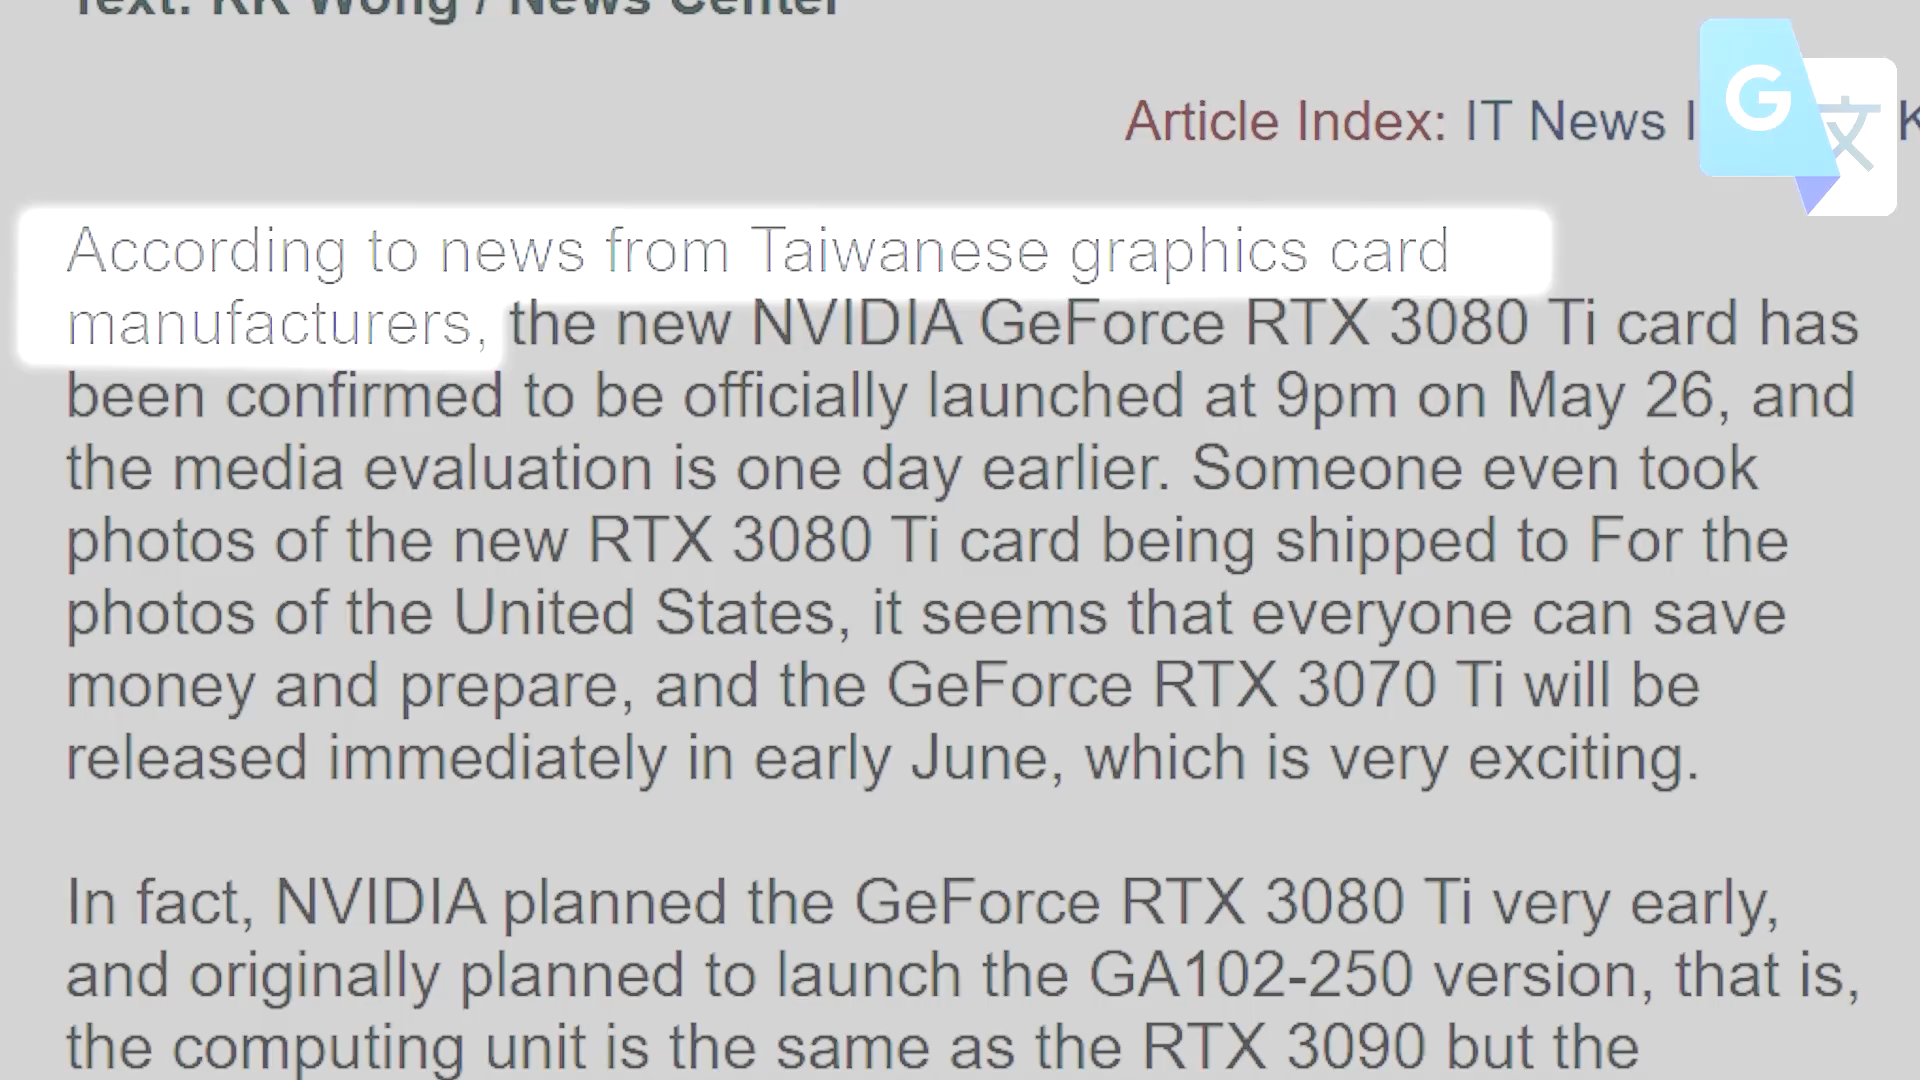 Text: KK Wong / News Center
Article Index: IT News
According to news from Taiwanese graphics card
manufacturers, the new NVIDIA GeForce RTX 3080 Ti card has
been confirmed to be officially launched at 9pm on May 26, and
the media evaluation is one day earlier. Someone even took
photos of the new RTX 3080 Ti card being shipped to For the
photos of the United States, it seems that everyone can save
money and prepare, and the GeForce RTX 3070 Ti will be
released immediately in early June, which is very exciting.
In fact, NVIDIA planned the GeForce RTX 3080 Ti very early,
and originally planned to launch the GA102-250 version, that is,
the computing unit is the same as the RTX 3090 but the
G
文